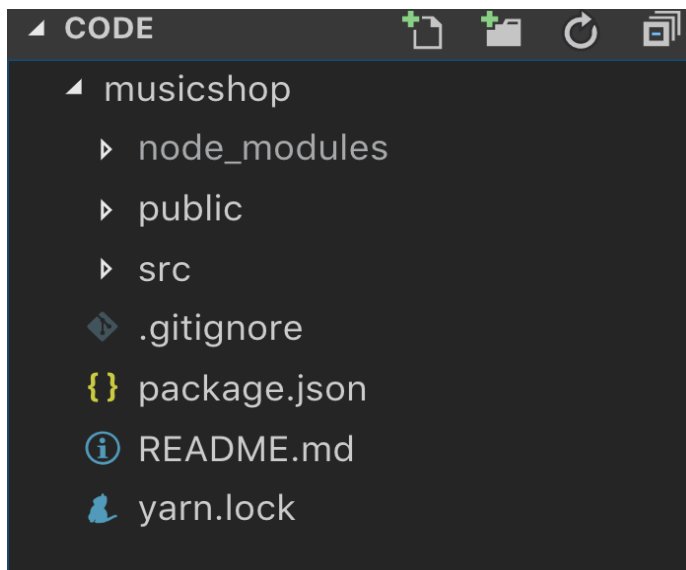 CODE
musicshop
node_modules
public
src
.gitignore
package.json
README.md
yarn.lock